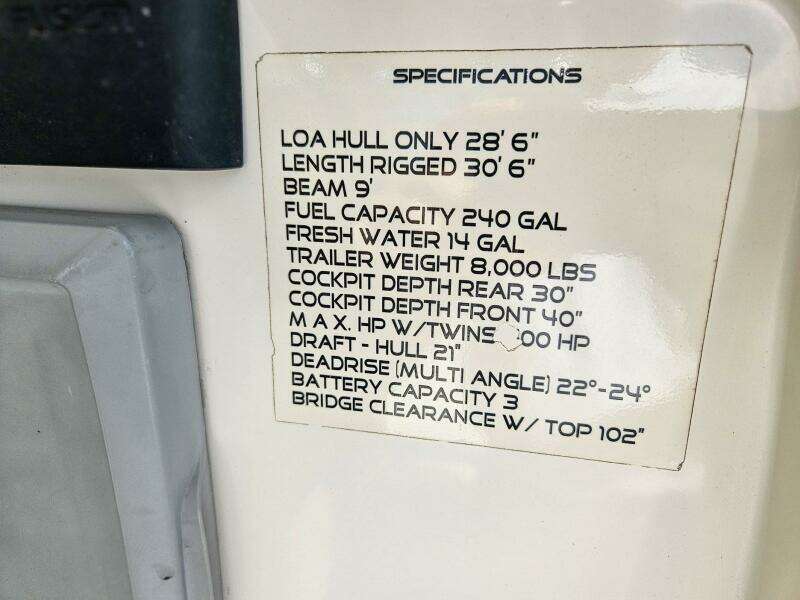 SPECIFICATIONS
LOA HULL ONLY 28' 6"
LENGTH RIGGED 30' 6"
BEAM 9'
FUEL CAPACITY 240 GAL
FRESH WATER 14 GAL
TRAILER WEIGHT 8,000 LBS
COCKPIT DEPTH REAR 30"
COCKPIT DEPTH FRONT 40"
M A X. HP W/TWINS 00 HP
DRAFT - HULL 21"
DEADRISE (MULTI ANGLE) 22°-24°
BATTERY CAPACITY 3
BRIDGE CLEARANCE W/ TOP 102"